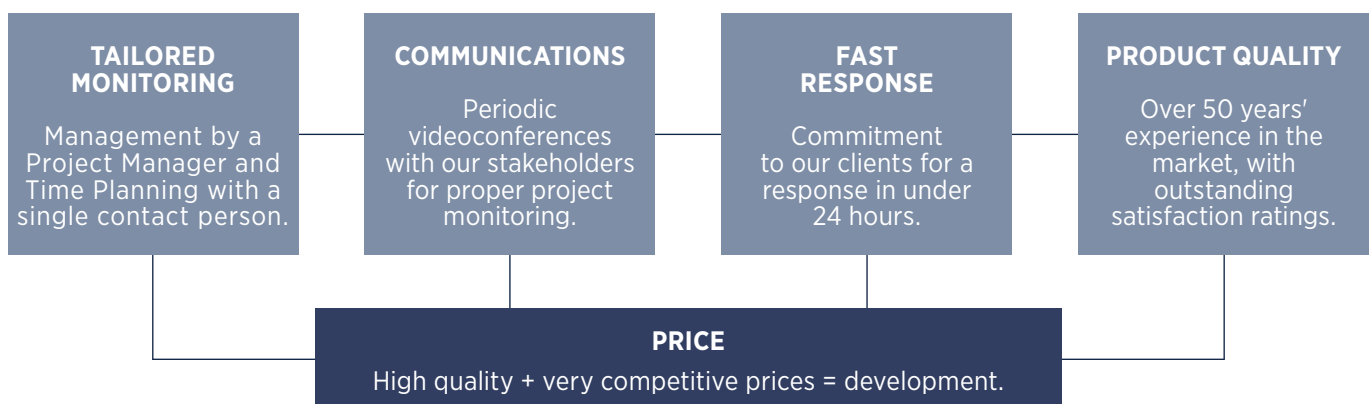 TAILORED
MONITORING
Management by a
Project Manager and
Time Planning with a
single contact person.
COMMUNICATIONS
Periodic
videoconferences
with our stakeholders
for proper project
monitoring.
FAST
RESPONSE
Commitment
to our clients for a
response in under
24 hours.
PRODUCT QUALITY
Over 50 years'
experience in the
market, with
outstanding
satisfaction ratings.
PRICE
High quality + very competitive prices = development.